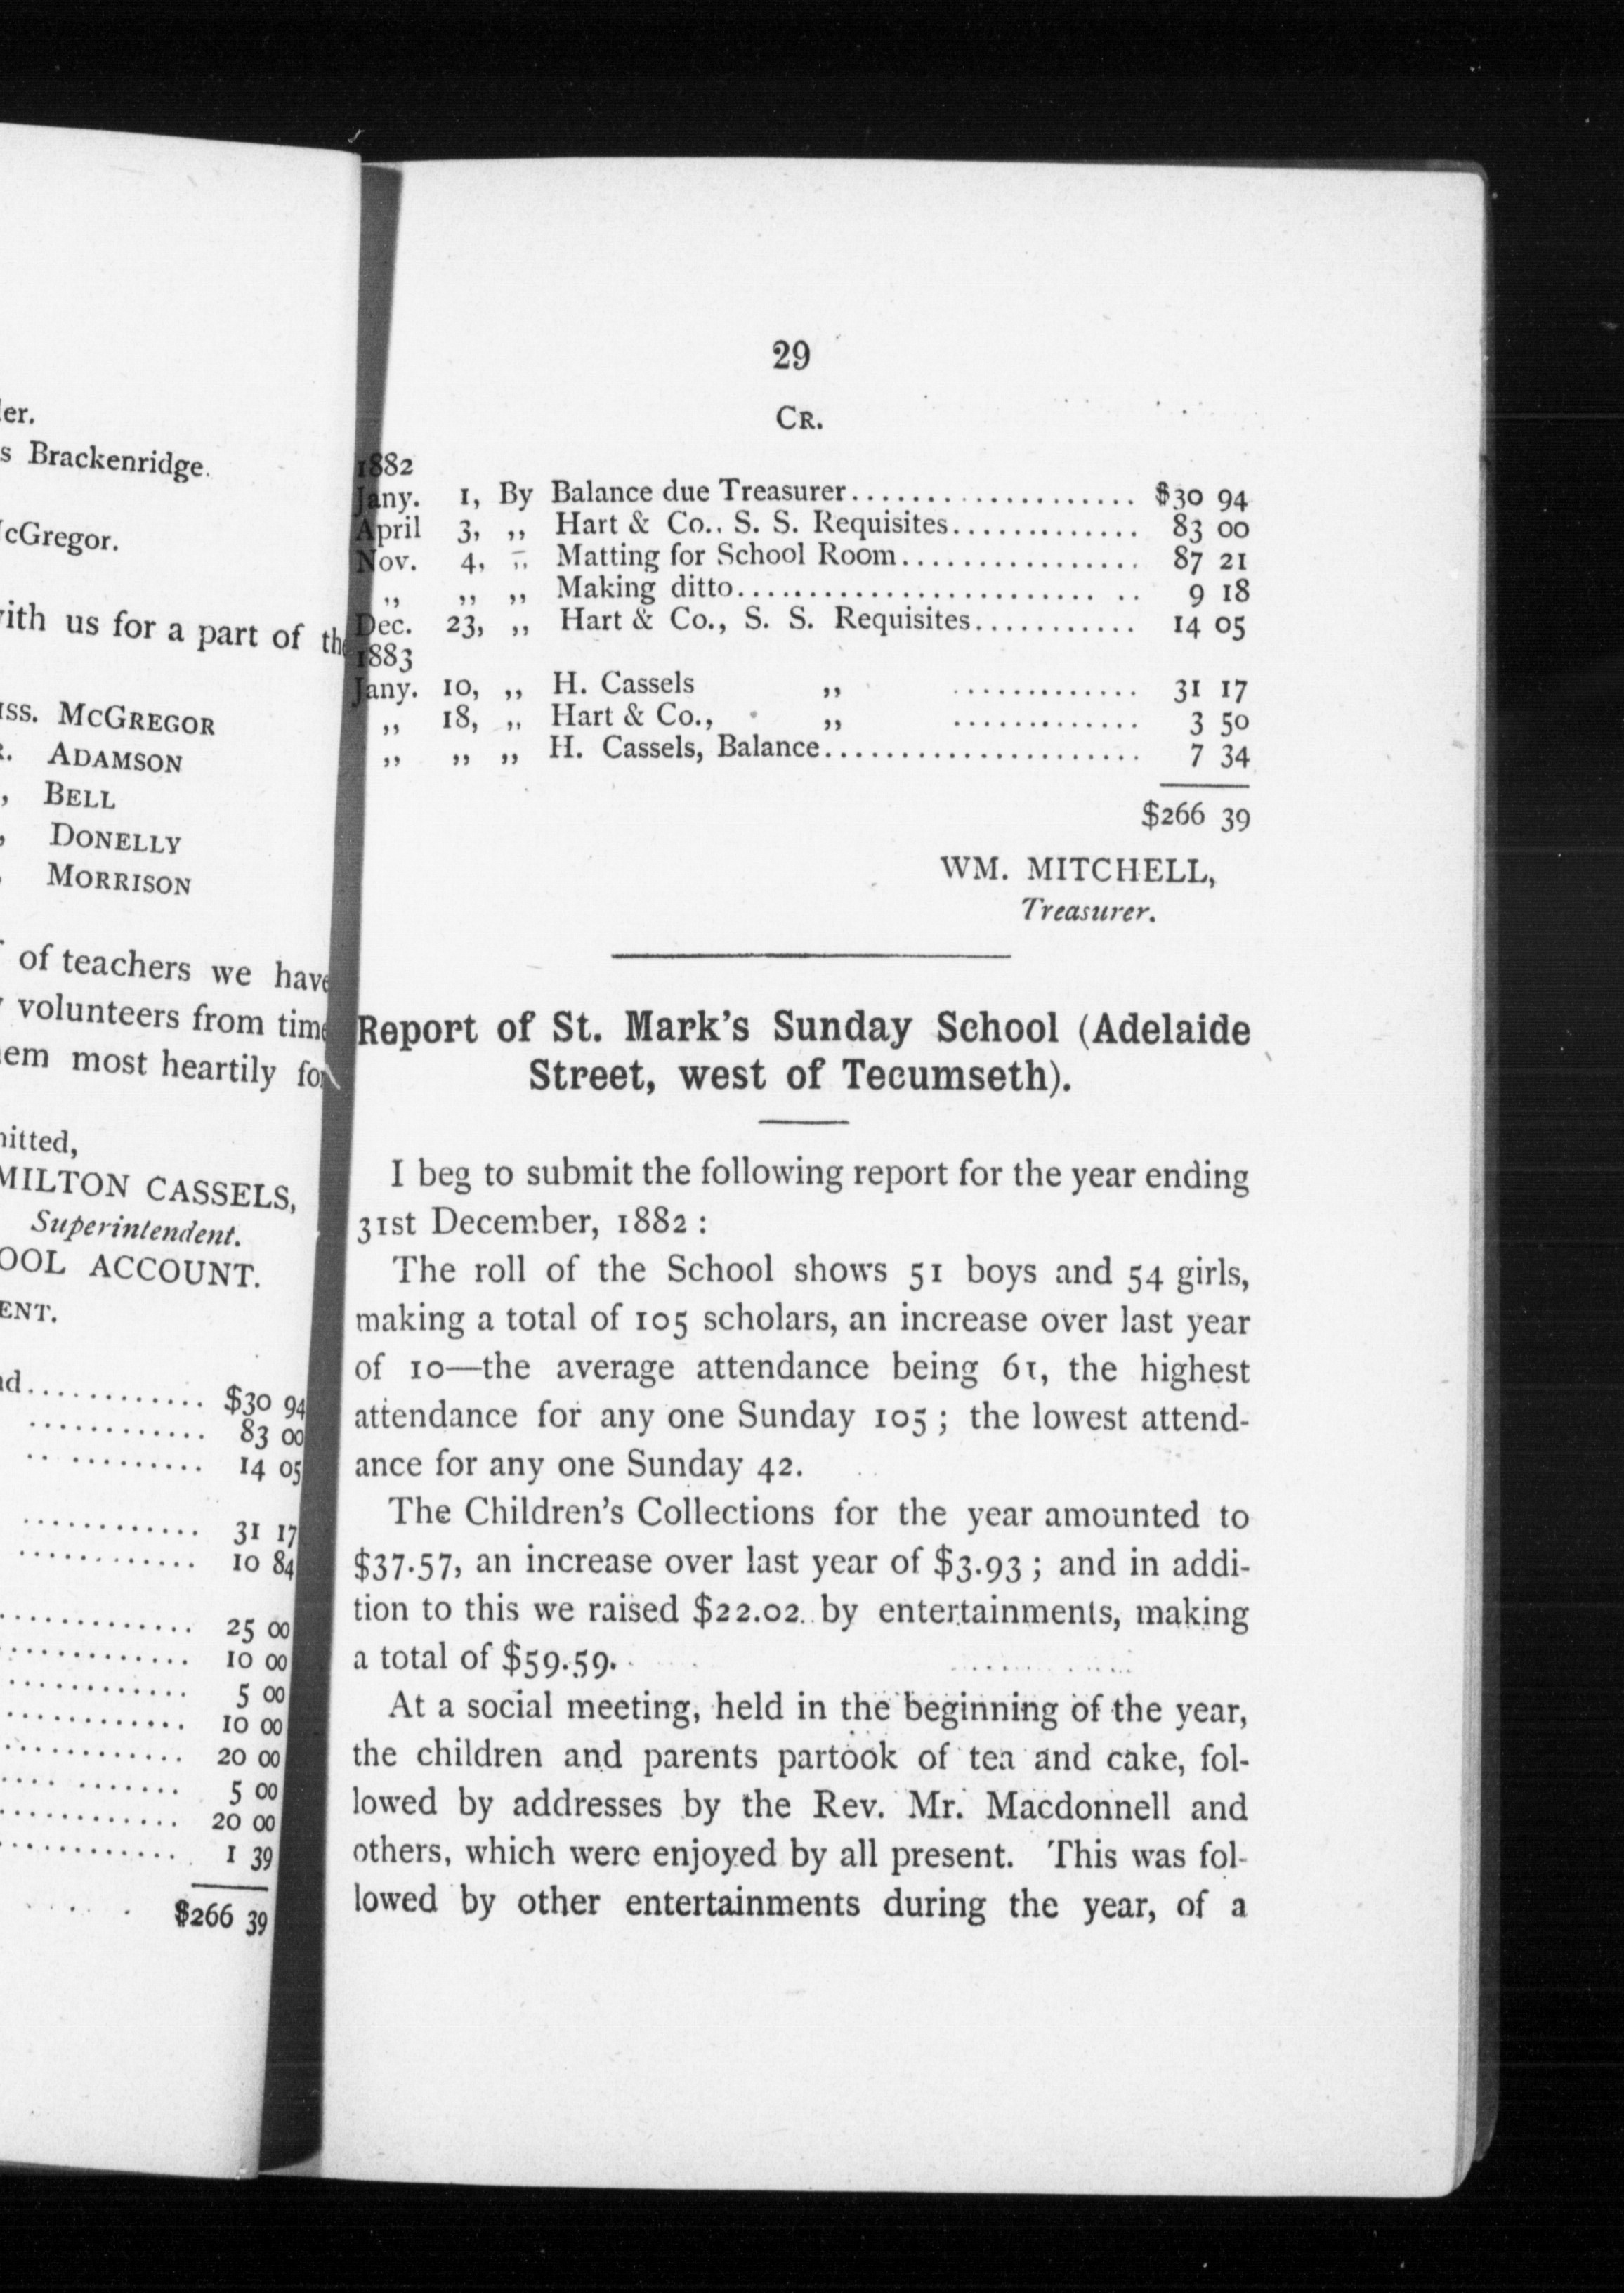 er.
s Brackenridge.
cGregor.
with us for a part of the
ISS. MCGREGOR
R. ADAMSON
, BELL
, DONELLY
MORRISON
of teachers we have
volunteers from time
em most heartily for
nitted,
MILTON CASSELS,
Superintendent.
OOL ACCOUNT.
ENT.
nd............ $30 94
............ 83 00
............ 14 05
............ 31 17
............ 10 84
............ 25 00
............ 10 00
............ 5 00
............ 10 00
............ 20 00
............ 5 00
............ 20 00
............ 1 39
$266 39
29
CR.
1882
Jany. 1, By Balance due Treasurer.................... $30 94
April 3, ,, Hart & Co., S. S. Requisites............. 83 00
Nov. 4, ,, Matting for School Room................ 87 21
,, ,, ,, Making ditto.......................... 9 18
Dec. 23, ,, Hart & Co., S. S. Requisites........... 14 05
1883
Jany. 10, ,, H. Cassels ,, ............. 31 17
,, 18, ,, Hart & Co., ,, ............. 3 50
,, ,, ,, H. Cassels, Balance...................... 7 34
$266 39
WM. MITCHELL,
Treasurer.
Report of St. Mark's Sunday School (Adelaide
Street, west of Tecumseth).
I beg to submit the following report for the year ending
31st December, 1882 :
The roll of the School shows 51 boys and 54 girls,
making a total of 105 scholars, an increase over last year
of 10—the average attendance being 61, the highest
attendance for any one Sunday 105 ; the lowest attend-
ance for any one Sunday 42.
The Children's Collections for the year amounted to
$37.57, an increase over last year of $3.93 ; and in addi-
tion to this we raised $22.02 by entertainments, making
a total of $59.59.
At a social meeting, held in the beginning of the year,
the children and parents partook of tea and cake, fol-
lowed by addresses by the Rev. Mr. Macdonnell and
others, which were enjoyed by all present. This was fol-
lowed by other entertainments during the year, of a